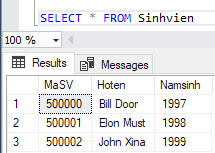 SELECT * FROM Sinhvien
100 %
Results Messages
MaSV Hoten Namsinh
1 500000 Bill Door 1997
2 500001 Elon Must 1998
3 500002 John Xina 1999